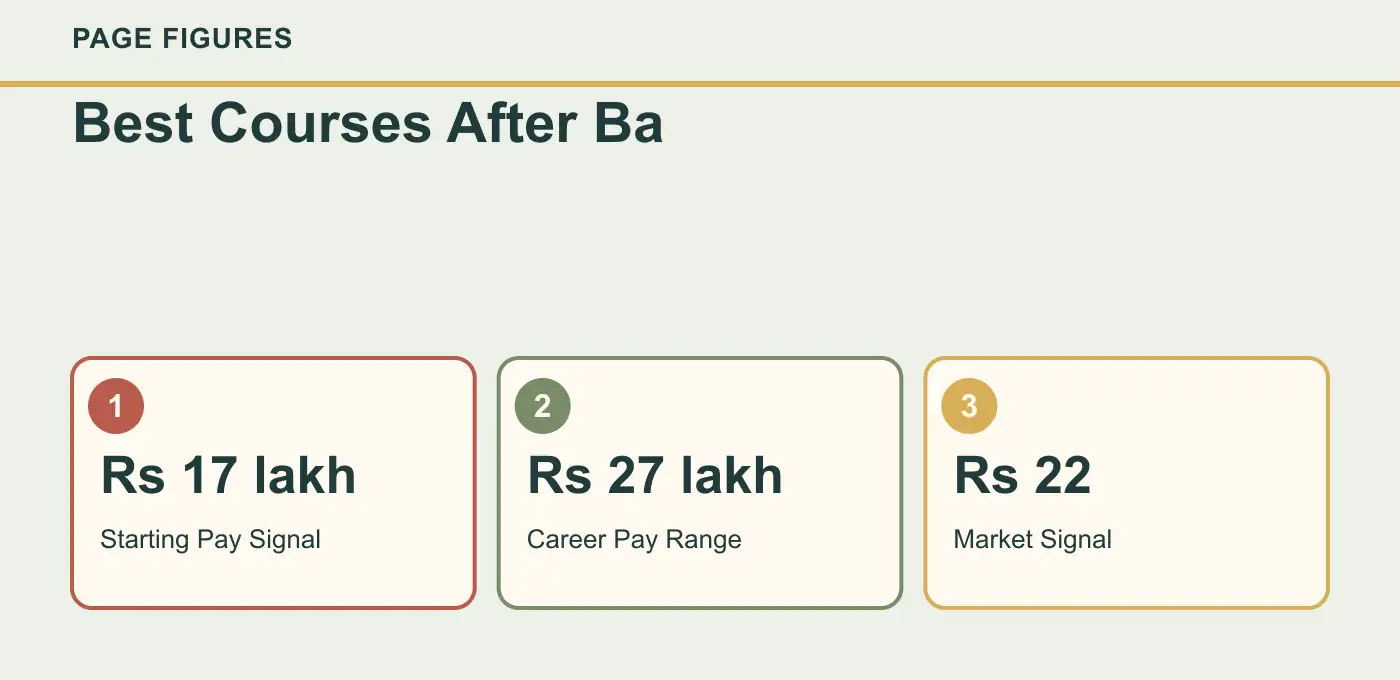 PAGE FIGURES
Best Courses After Ba
1
Rs 17 lakh
Starting Pay Signal
2
Rs 27 lakh
Career Pay Range
3
Rs 22
Market Signal